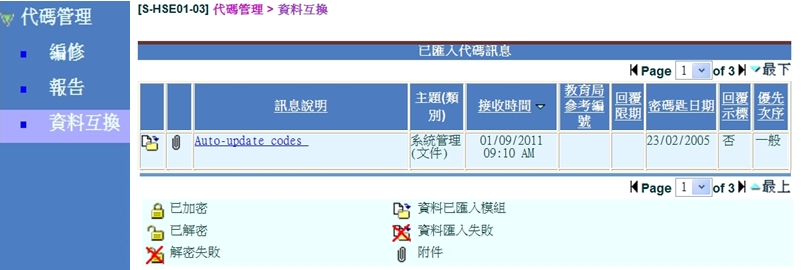 代碼管理
編修
報告
資料互換
[S-HSE01-03] 代碼管理 > 資料互換
已匯入代碼訊息
Page 1 of 3 最下
訊息說明 主題(類別) 接收時間 教育局參考編號 回覆限期 密碼匙日期 回覆示標 優先次序
Auto-update codes 系統管理(文件) 01/09/2011 09:10 AM 23/02/2005 否 一般
Page 1 of 3 最上
已加密 資料已匯入模組
已解密 資料匯入失敗
解密失敗 附件